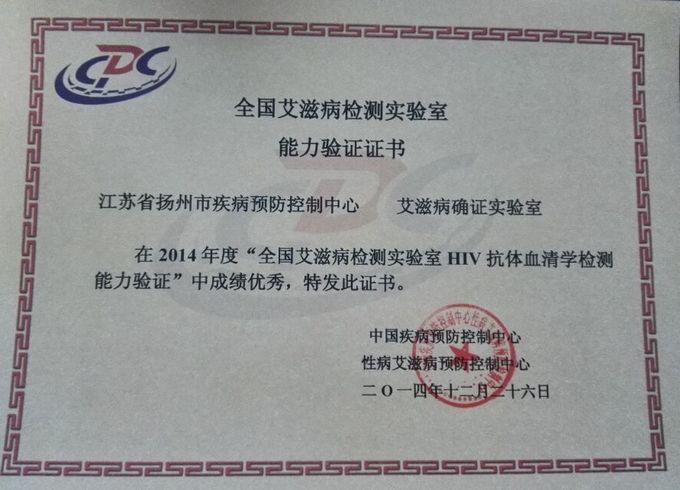 CDC
全国艾滋病检测实验室
能力验证证书
江苏省扬州市疾病预防控制中心 艾滋病确证实验室
在 2014 年度“全国艾滋病检测实验室 HIV 抗体血清学检测
能力验证”中成绩优秀，特发此证书。
中国疾病预防控制中心
性病艾滋病预防控制中心
二〇一四年十二月二十六日